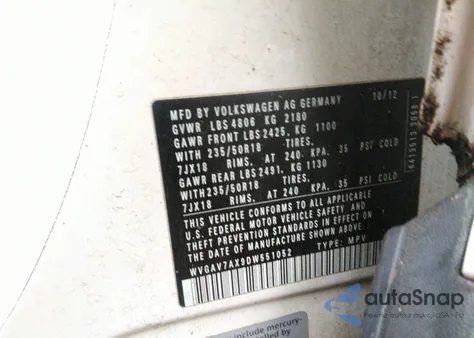 MFD BY VOLKSWAGEN AG GERMANY 10/12
GVWR LBS 4806 KG 2180
GAWR FRONT LBS 2425, KG 1100
WITH 235/50R18 TIRES,
7JX18 RIMS, AT 240 KPA, 35 PSI COLD
GAWR REAR LBS 2491, KG 1130
WITH 235/50R18 TIRES,
7JX18 RIMS, AT 240 KPA, 35 PSI COLD
THIS VEHICLE CONFORMS TO ALL APPLICABLE
U.S. FEDERAL MOTOR VEHICLE SAFETY AND
THEFT PREVENTION STANDARDS IN EFFECT
ON THE DATE OF MANUFACTURE SHOWN
WVGAV7AX9DW551052 TYPE: MPV
include mercury-
autaSnap